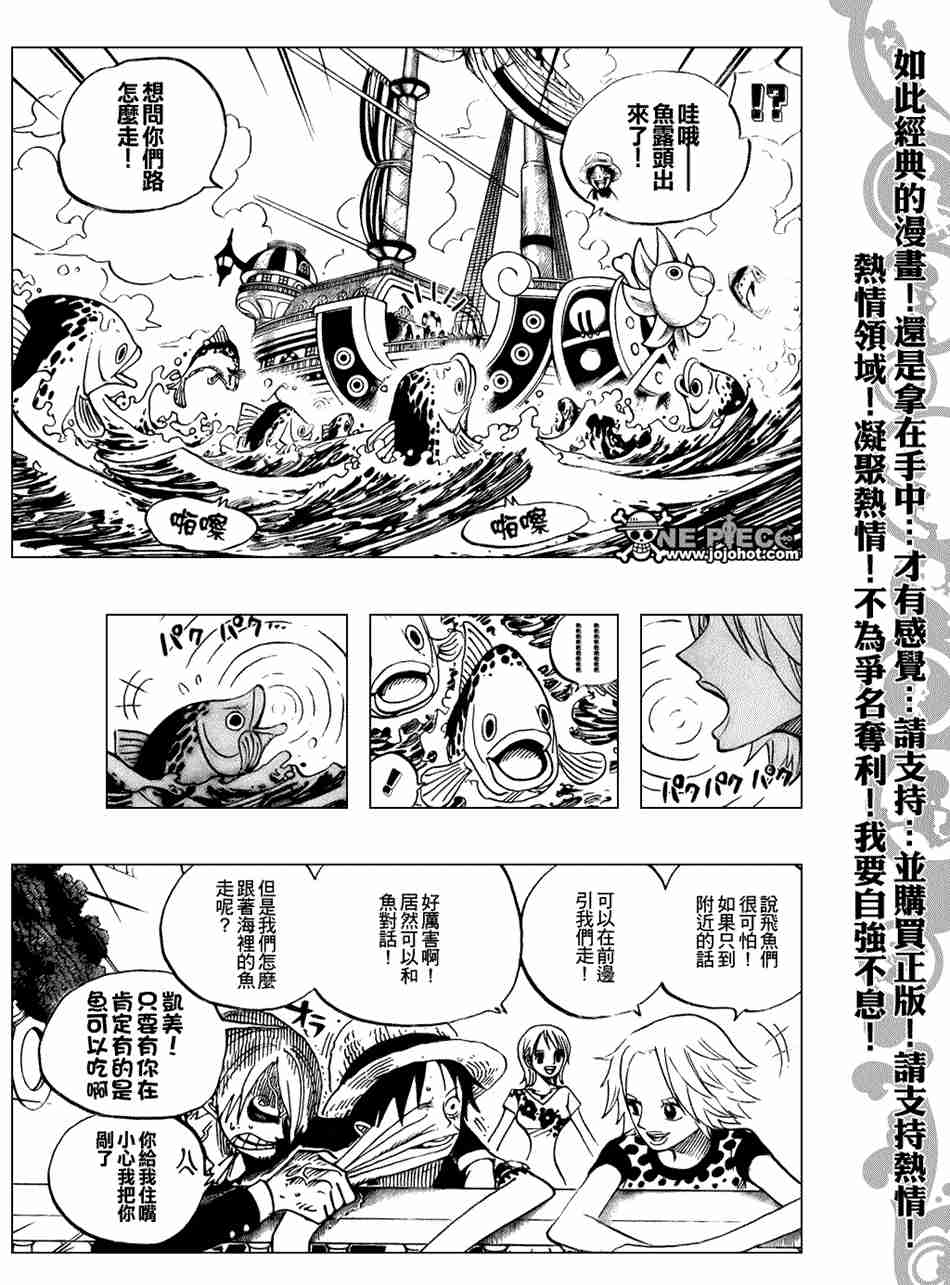 如此經典的漫畫！還是拿在手中…才有感覺…請支持…並購買正版！請支持熱情！
熱情領域！凝聚熱情！不為爭名奪利！我要自強不息！
!?
哇哦——
魚露頭出
來了！
想問你們路
怎麼走！
啪嚓
啪嚓
ONE PIECE
www.jojohot.com
パクパクパク
………
！
パクパクパク
說飛魚們
很可怕！
如果只到
附近的話
可以在前邊
引我們走！
好厲害啊！
居然可以和
魚對話！
但是我們怎麼
跟著海裡的魚
走呢？
凱美！
只要有你在
肯定有的是
魚可以吃啊
オラ
你給我住嘴
小心我把你
剮了